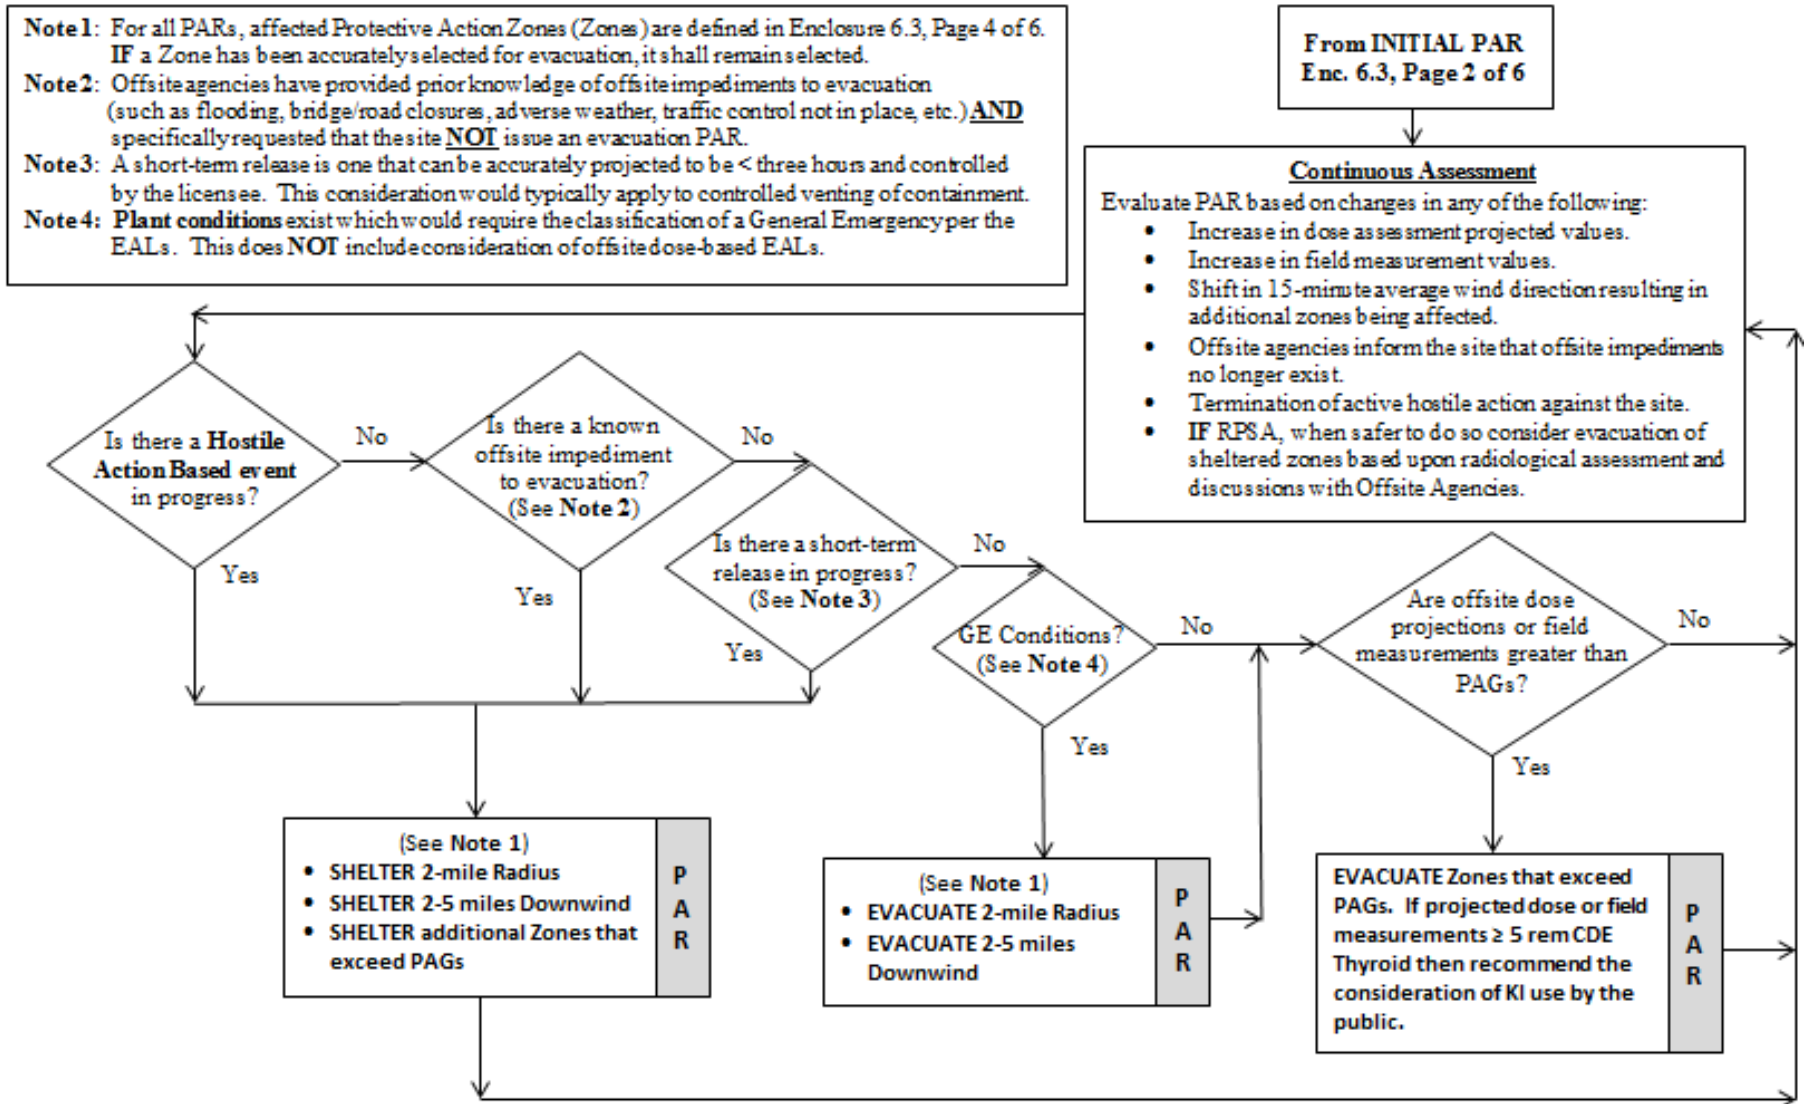 Note 1: For all PARs, affected Protective Action Zones (Zones) are defined in Enclosure 6.3, Page 4 of 6.
IF a Zone has been accurately selected for evacuation, it shall remain selected.
Note 2: Offsite agencies have provided prior knowledge of offsite impediments to evacuation
(such as flooding, bridge/road closures, adverse weather, traffic control not in place, etc.) AND
specifically requested that the site NOT issue an evacuation PAR.
Note 3: A short-term release is one that can be accurately projected to be < three hours and controlled
by the licensee. This consideration would typically apply to controlled venting of containment.
Note 4: Plant conditions exist which would require the classification of a General Emergency per the
EALs. This does NOT include consideration of offsite dose-based EALs.
From INITIAL PAR
Enc. 6.3, Page 2 of 6
Continuous Assessment
Evaluate PAR based on changes in any of the following:
• Increase in dose assessment projected values.
• Increase in field measurement values.
• Shift in 15-minute average wind direction resulting in
additional zones being affected.
• Offsite agencies inform the site that offsite impediments
no longer exist.
• Termination of active hostile action against the site.
• IF RPSA, when safer to do so consider evacuation of
sheltered zones based upon radiological assessment and
discussions with Offsite Agencies.
Is there a Hostile
Action Based event
in progress?
No
Yes
Is there a known
offsite impediment
to evacuation?
(See Note 2)
No
Yes
Is there a short-term
release in progress?
(See Note 3)
No
Yes
GE Conditions?
(See Note 4)
No
Yes
Are offsite dose
projections or field
measurements greater than
PAGs?
No
Yes
(See Note 1)
• SHELTER 2-mile Radius
• SHELTER 2-5 miles Downwind
• SHELTER additional Zones that
exceed PAGs
P
A
R
(See Note 1)
• EVACUATE 2-mile Radius
• EVACUATE 2-5 miles
Downwind
P
A
R
EVACUATE Zones that exceed
PAGs. If projected dose or field
measurements ≥ 5 rem CDE
Thyroid then recommend the
consideration of KI use by the
public.
P
A
R